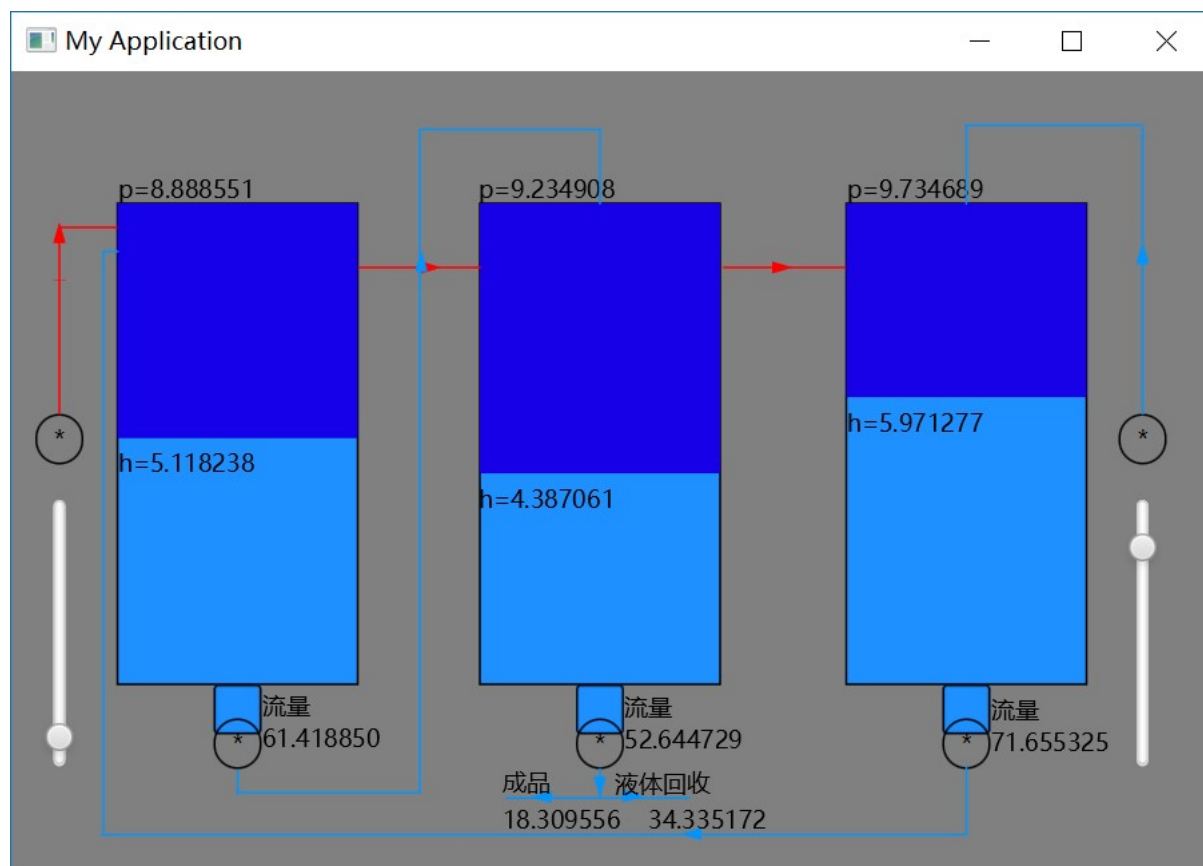 My Application
p=8.888551
p=9.234908
p=9.734689
*
*
h=5.118238
h=4.387061
h=5.971277
流量
流量
流量
*
61.418850
*
52.644729
*
71.655325
成品
液体回收
18.309556
34.335172